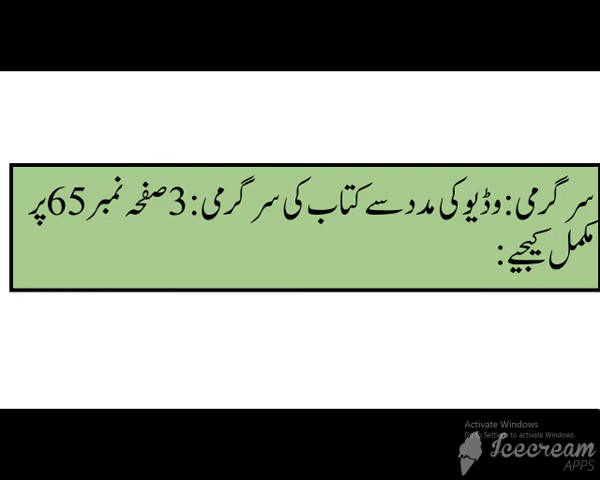 سرگرمی: وڈیو کی مدد سے کتاب کی سرگرمی: 3 صفحہ نمبر 65 پر
مکمل کیجیے:
Activate Windows
Go to Settings to activate Windows.
Icecream
APPS